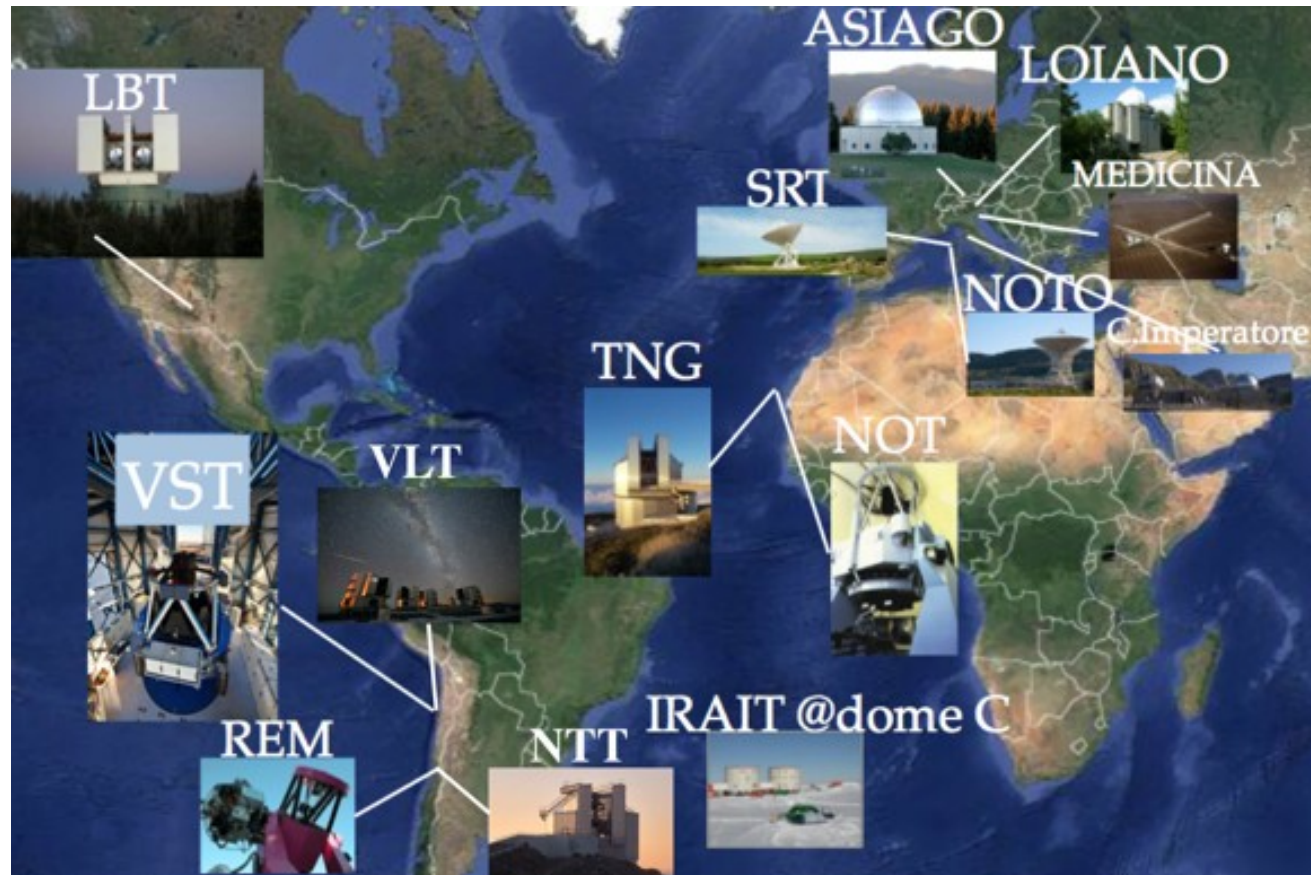 ASIAGO
LOIANO
LBT
MEDICINA
SRT
NOTO
C.Imperatore
TNG
NOT
VLT
VST
IRAIT @dome C
REM
NTT